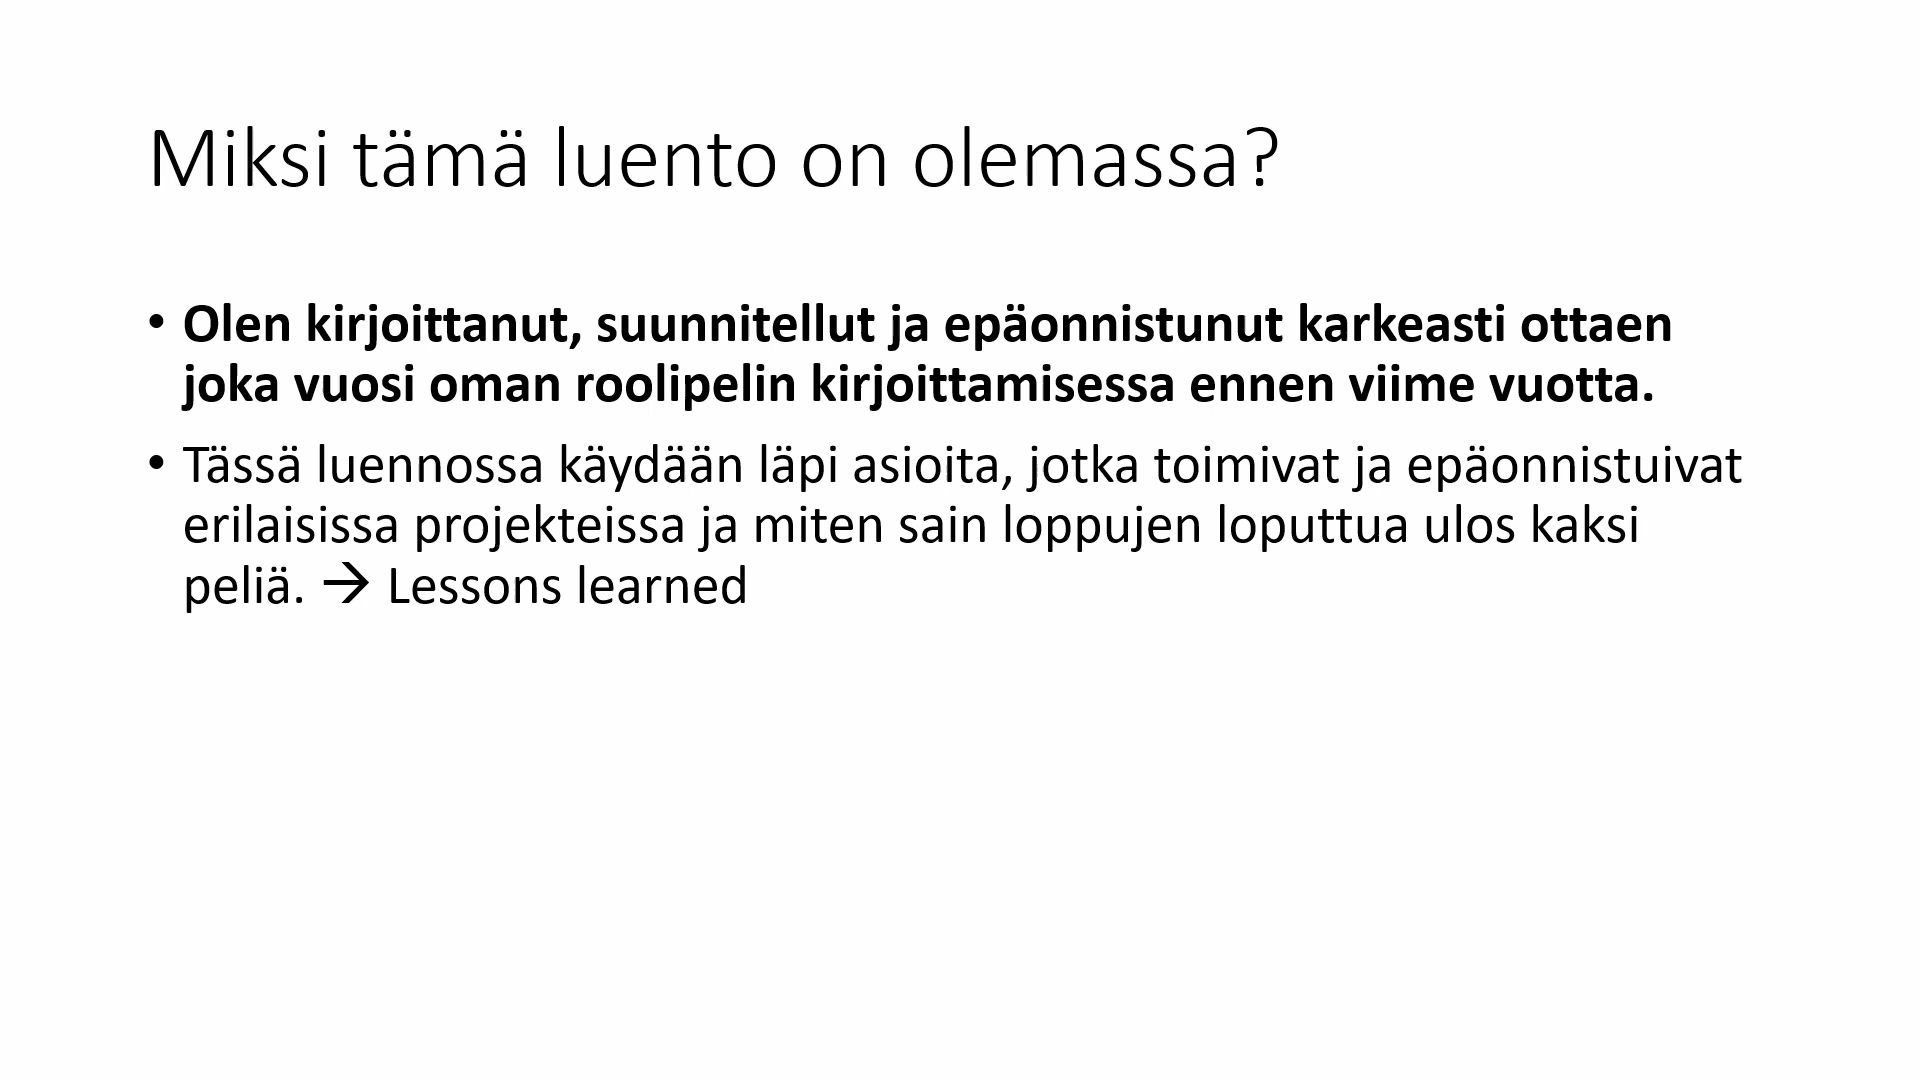 Miksi tämä luento on olemassa?
• Olen kirjoittanut, suunnitellut ja epäonnistunut karkeasti ottaen
joka vuosi oman roolipelin kirjoittamisessa ennen viime vuotta.
• Tässä luennossa käydään läpi asioita, jotka toimivat ja epäonnistuivat
erilaisissa projekteissa ja miten sain loppujen loputtua ulos kaksi
peliä. → Lessons learned